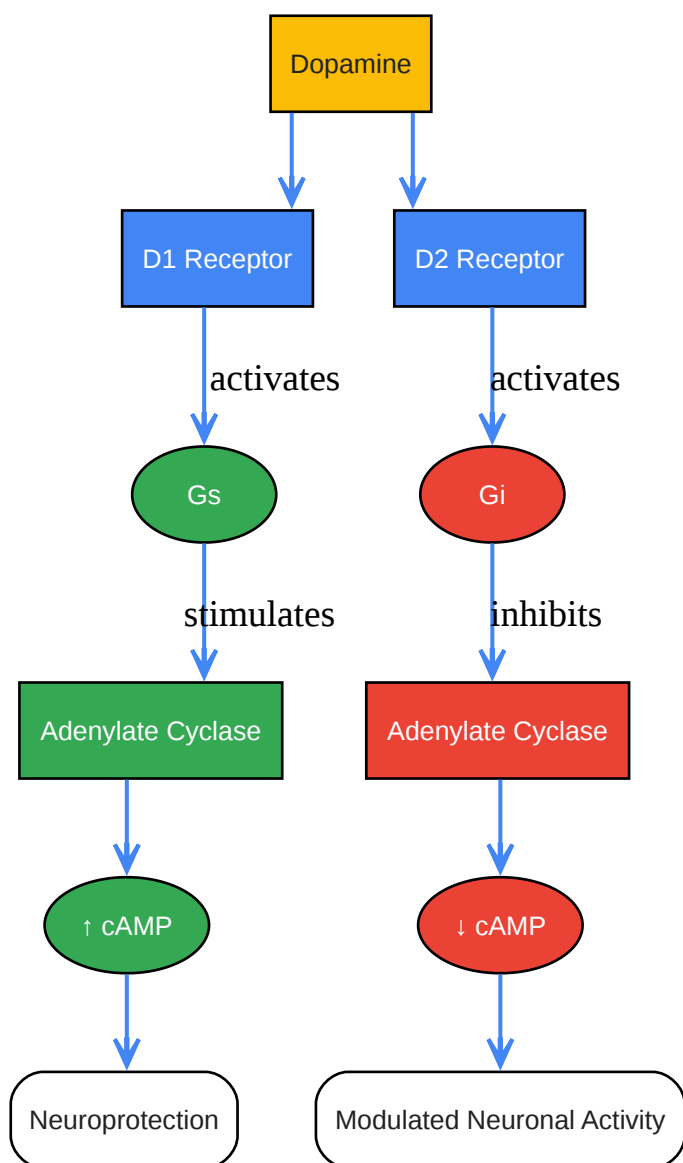 Dopamine
D1 Receptor
D2 Receptor
activates
activates
Gs
Gi
stimulates
inhibits
Adenylate Cyclase
Adenylate Cyclase
↑ cAMP
↓ cAMP
Neuroprotection
Modulated Neuronal Activity